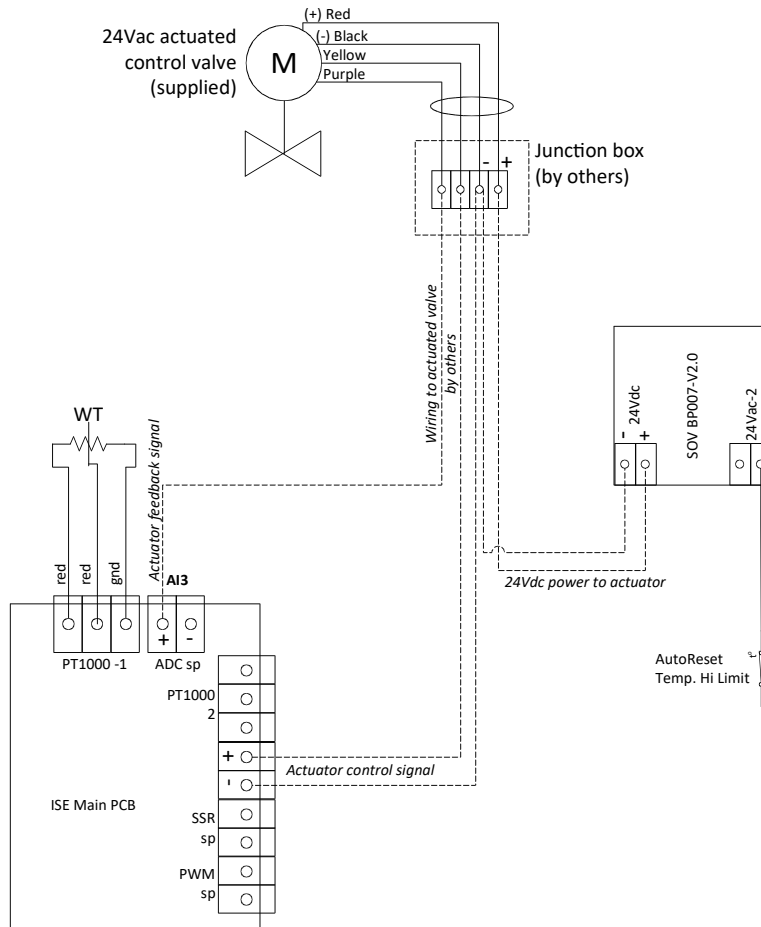 (+) Red
24Vac actuated
control valve
(supplied)
(-) Black
Yellow
Purple
M
Junction box
(by others)
- +
Wiring to actuated valve
by others
SOV BP007-V2.0
24Vdc
- +
24Vac-2
WT
Actuator feedback signal
24Vdc power to actuator
red
red
gnd
AI3
+ -
PT1000 -1
ADC sp
AutoReset
Temp. Hi Limit
t°
PT1000
2
+
-
Actuator control signal
ISE Main PCB
SSR
sp
PWM
sp